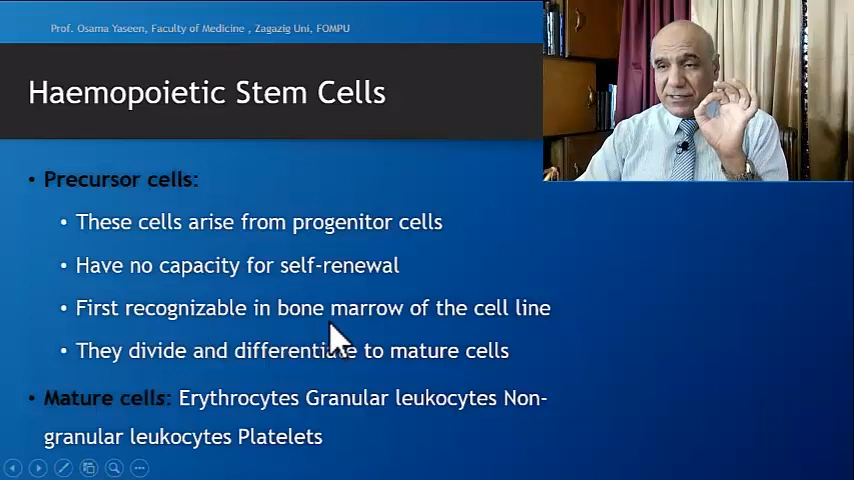 Prof. Osama Yaseen, Faculty of Medicine , Zagazig Uni, FOMPU
Haemopoietic Stem Cells
• Precursor cells:
• These cells arise from progenitor cells
• Have no capacity for self-renewal
• First recognizable in bone marrow of the cell line
• They divide and differentiate to mature cells
• Mature cells: Erythrocytes Granular leukocytes Non-
granular leukocytes Platelets